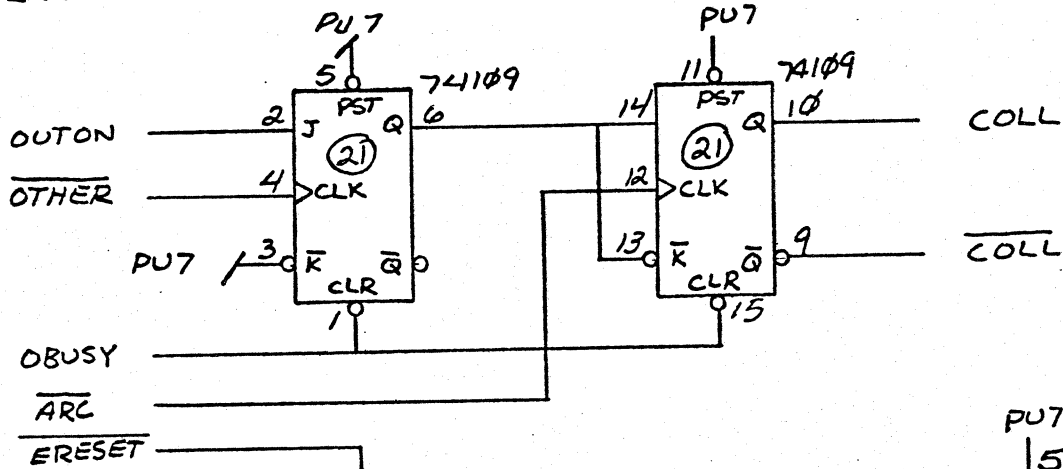 PU7
PU7
5
74109
11
74109
PST
PST
OUTON
2
J
Q
6
14
Q
10
COLL
21
21
OTHER
4
CLK
12
CLK
PU7
3
K
Q
13
K
Q
9
COLL
CLR
CLR
1
15
OBUSY
ARC
ERESET
PU7
5